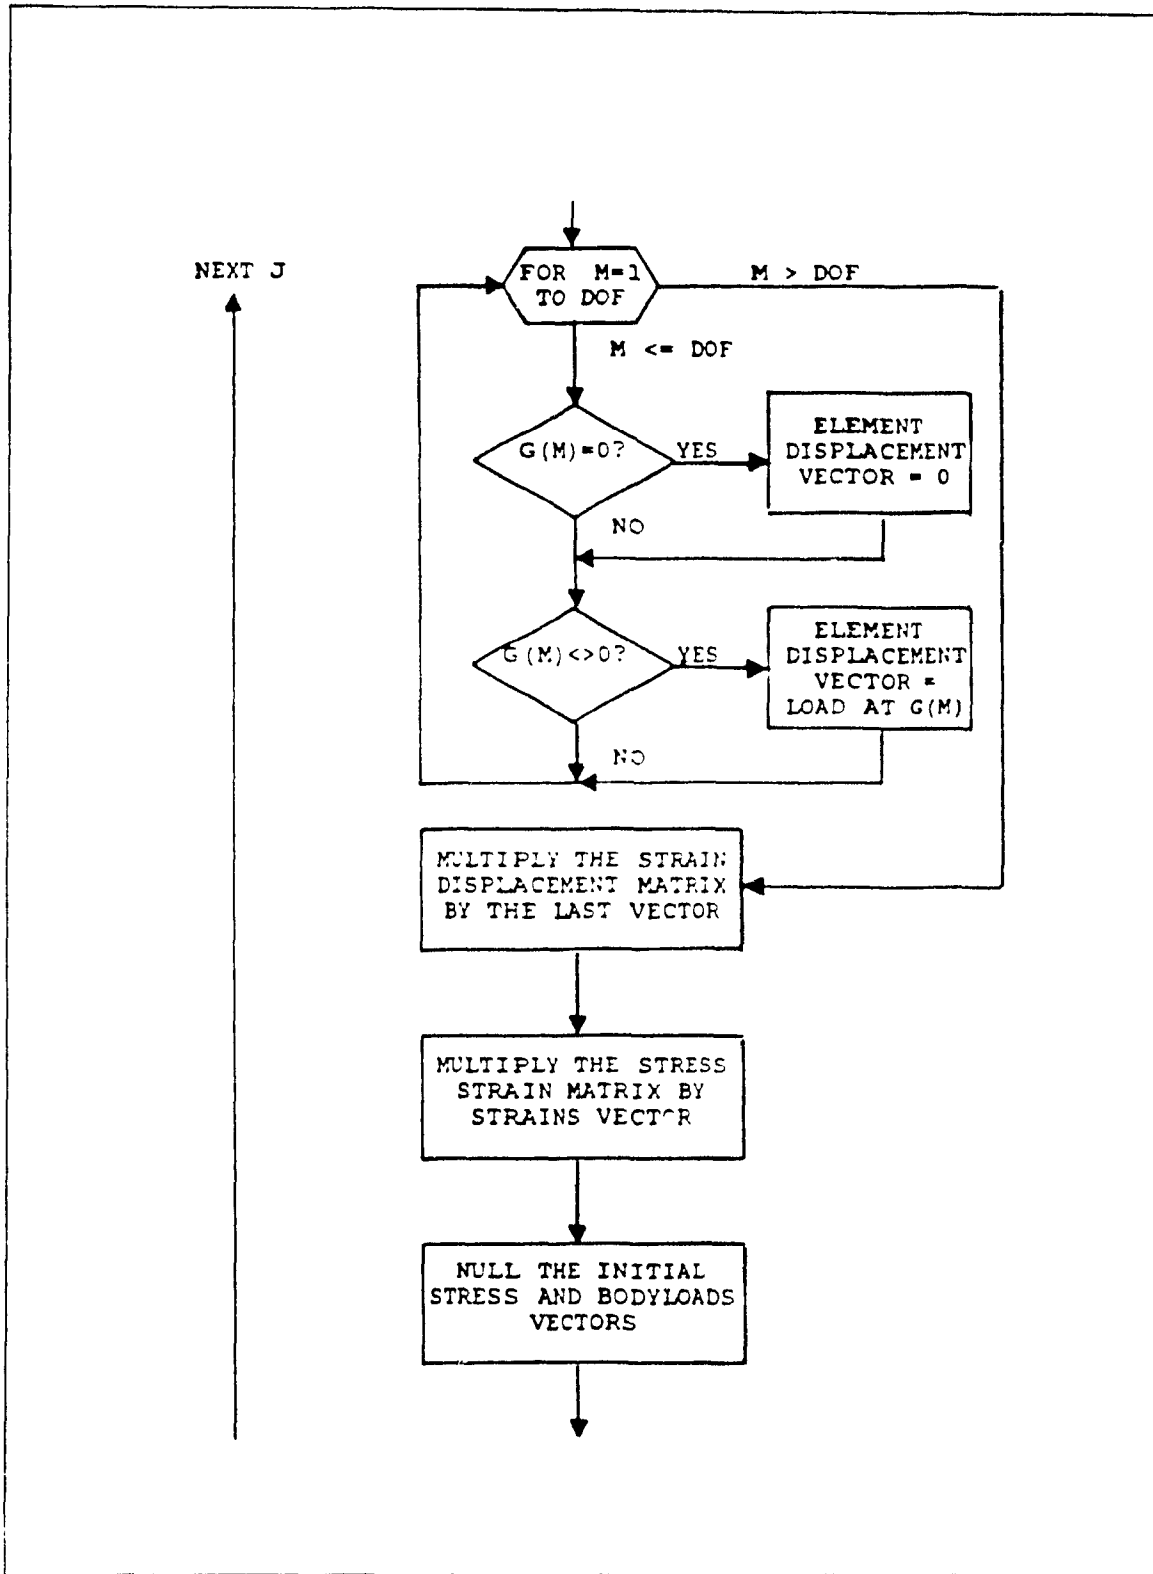 NEXT J
FOR M=1
TO DOF
M > DOF
M <= DOF
G(M)=0?
YES
ELEMENT
DISPLACEMENT
VECTOR = 0
NO
G(M)<>0?
YES
ELEMENT
DISPLACEMENT
VECTOR =
LOAD AT G(M)
NO
MULTIPLY THE STRAIN
DISPLACEMENT MATRIX
BY THE LAST VECTOR
MULTIPLY THE STRESS
STRAIN MATRIX BY
STRAINS VECTOR
NULL THE INITIAL
STRESS AND BODYLOADS
VECTORS